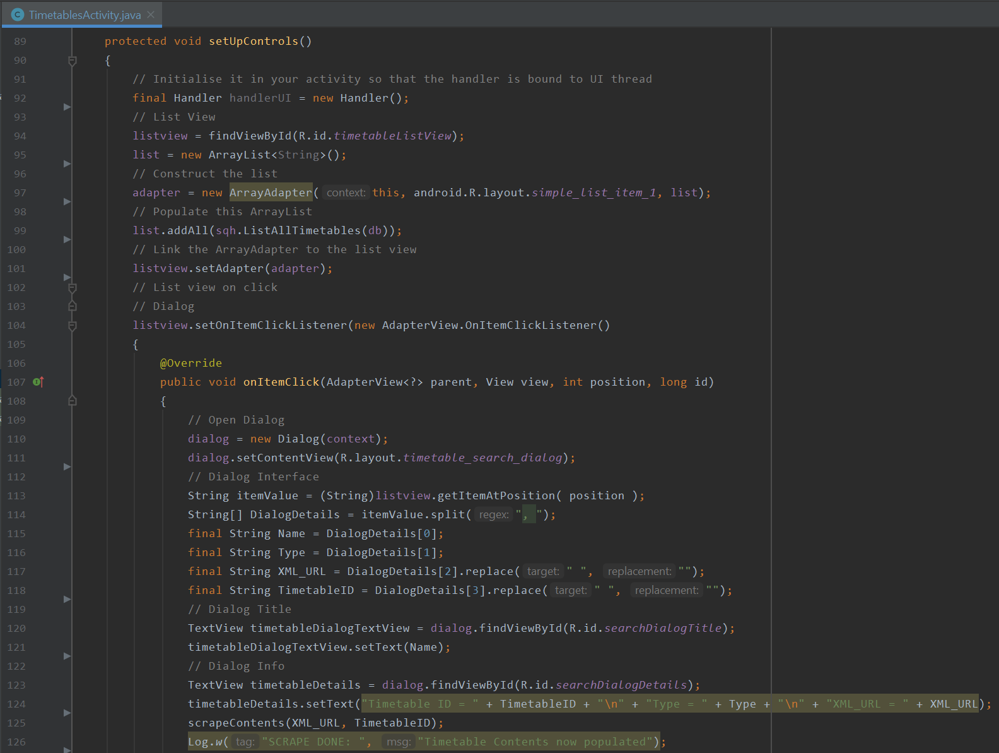 TimetablesActivity.java
89 protected void setUpControls()
90 {
91 // Initialise it in your activity so that the handler is bound to UI thread
92 final Handler handlerUI = new Handler();
93 // List View
94 listview = findViewById(R.id.timetableListView);
95 list = new ArrayList<String>();
96 // Construct the list
97 adapter = new ArrayAdapter( context: this, android.R.layout.simple_list_item_1, list);
98 // Populate this ArrayList
99 list.addAll(sqh.ListAllTimetables(db));
100 // Link the ArrayAdapter to the list view
101 listview.setAdapter(adapter);
102 // List view on click
103 // Dialog
104 listview.setOnItemClickListener(new AdapterView.OnItemClickListener()
105 {
106 @Override
107 public void onItemClick(AdapterView<?> parent, View view, int position, long id)
108 {
109 // Open Dialog
110 dialog = new Dialog(context);
111 dialog.setContentView(R.layout.timetable_search_dialog);
112 // Dialog Interface
113 String itemValue = (String)listview.getItemAtPosition( position );
114 String[] DialogDetails = itemValue.split( regex: ", ");
115 final String Name = DialogDetails[0];
116 final String Type = DialogDetails[1];
117 final String XML_URL = DialogDetails[2].replace( target: " ", replacement: "");
118 final String TimetableID = DialogDetails[3].replace( target: " ", replacement: "");
119 // Dialog Title
120 TextView timetableDialogTextView = dialog.findViewById(R.id.searchDialogTitle);
121 timetableDialogTextView.setText(Name);
122 // Dialog Info
123 TextView timetableDetails = dialog.findViewById(R.id.searchDialogDetails);
124 timetableDetails.setText("Timetable ID = " + TimetableID + "\n" + "Type = " + Type + "\n" + "XML_URL = " + XML_URL);
125 scrapeContents(XML_URL, TimetableID);
126 Log.w( tag: "SCRAPE DONE: ", msg: "Timetable Contents now populated");